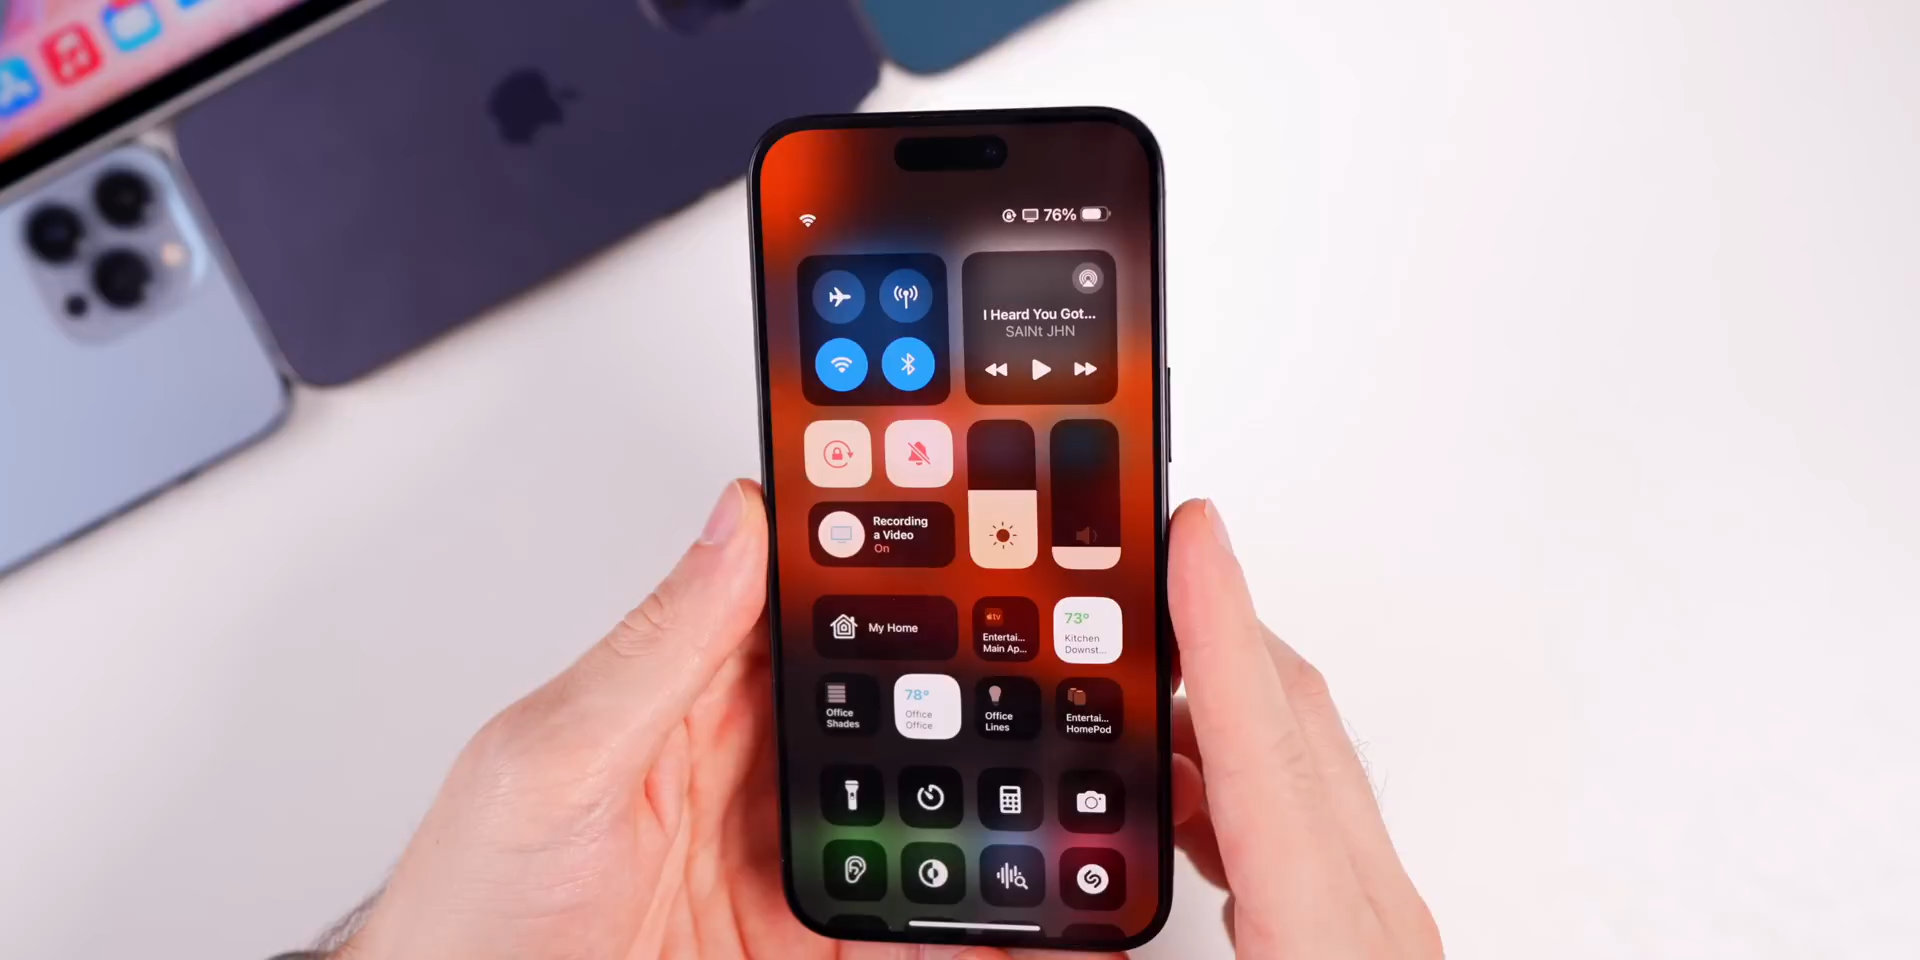 76%
I Heard You Got...
SAINt JHN
Recording
a Video
On
My Home
tv
Entertai...
Main Ap...
73°
Kitchen
Downst...
Office
Shades
78°
Office
Office
Office
Lines
Entertai...
HomePod